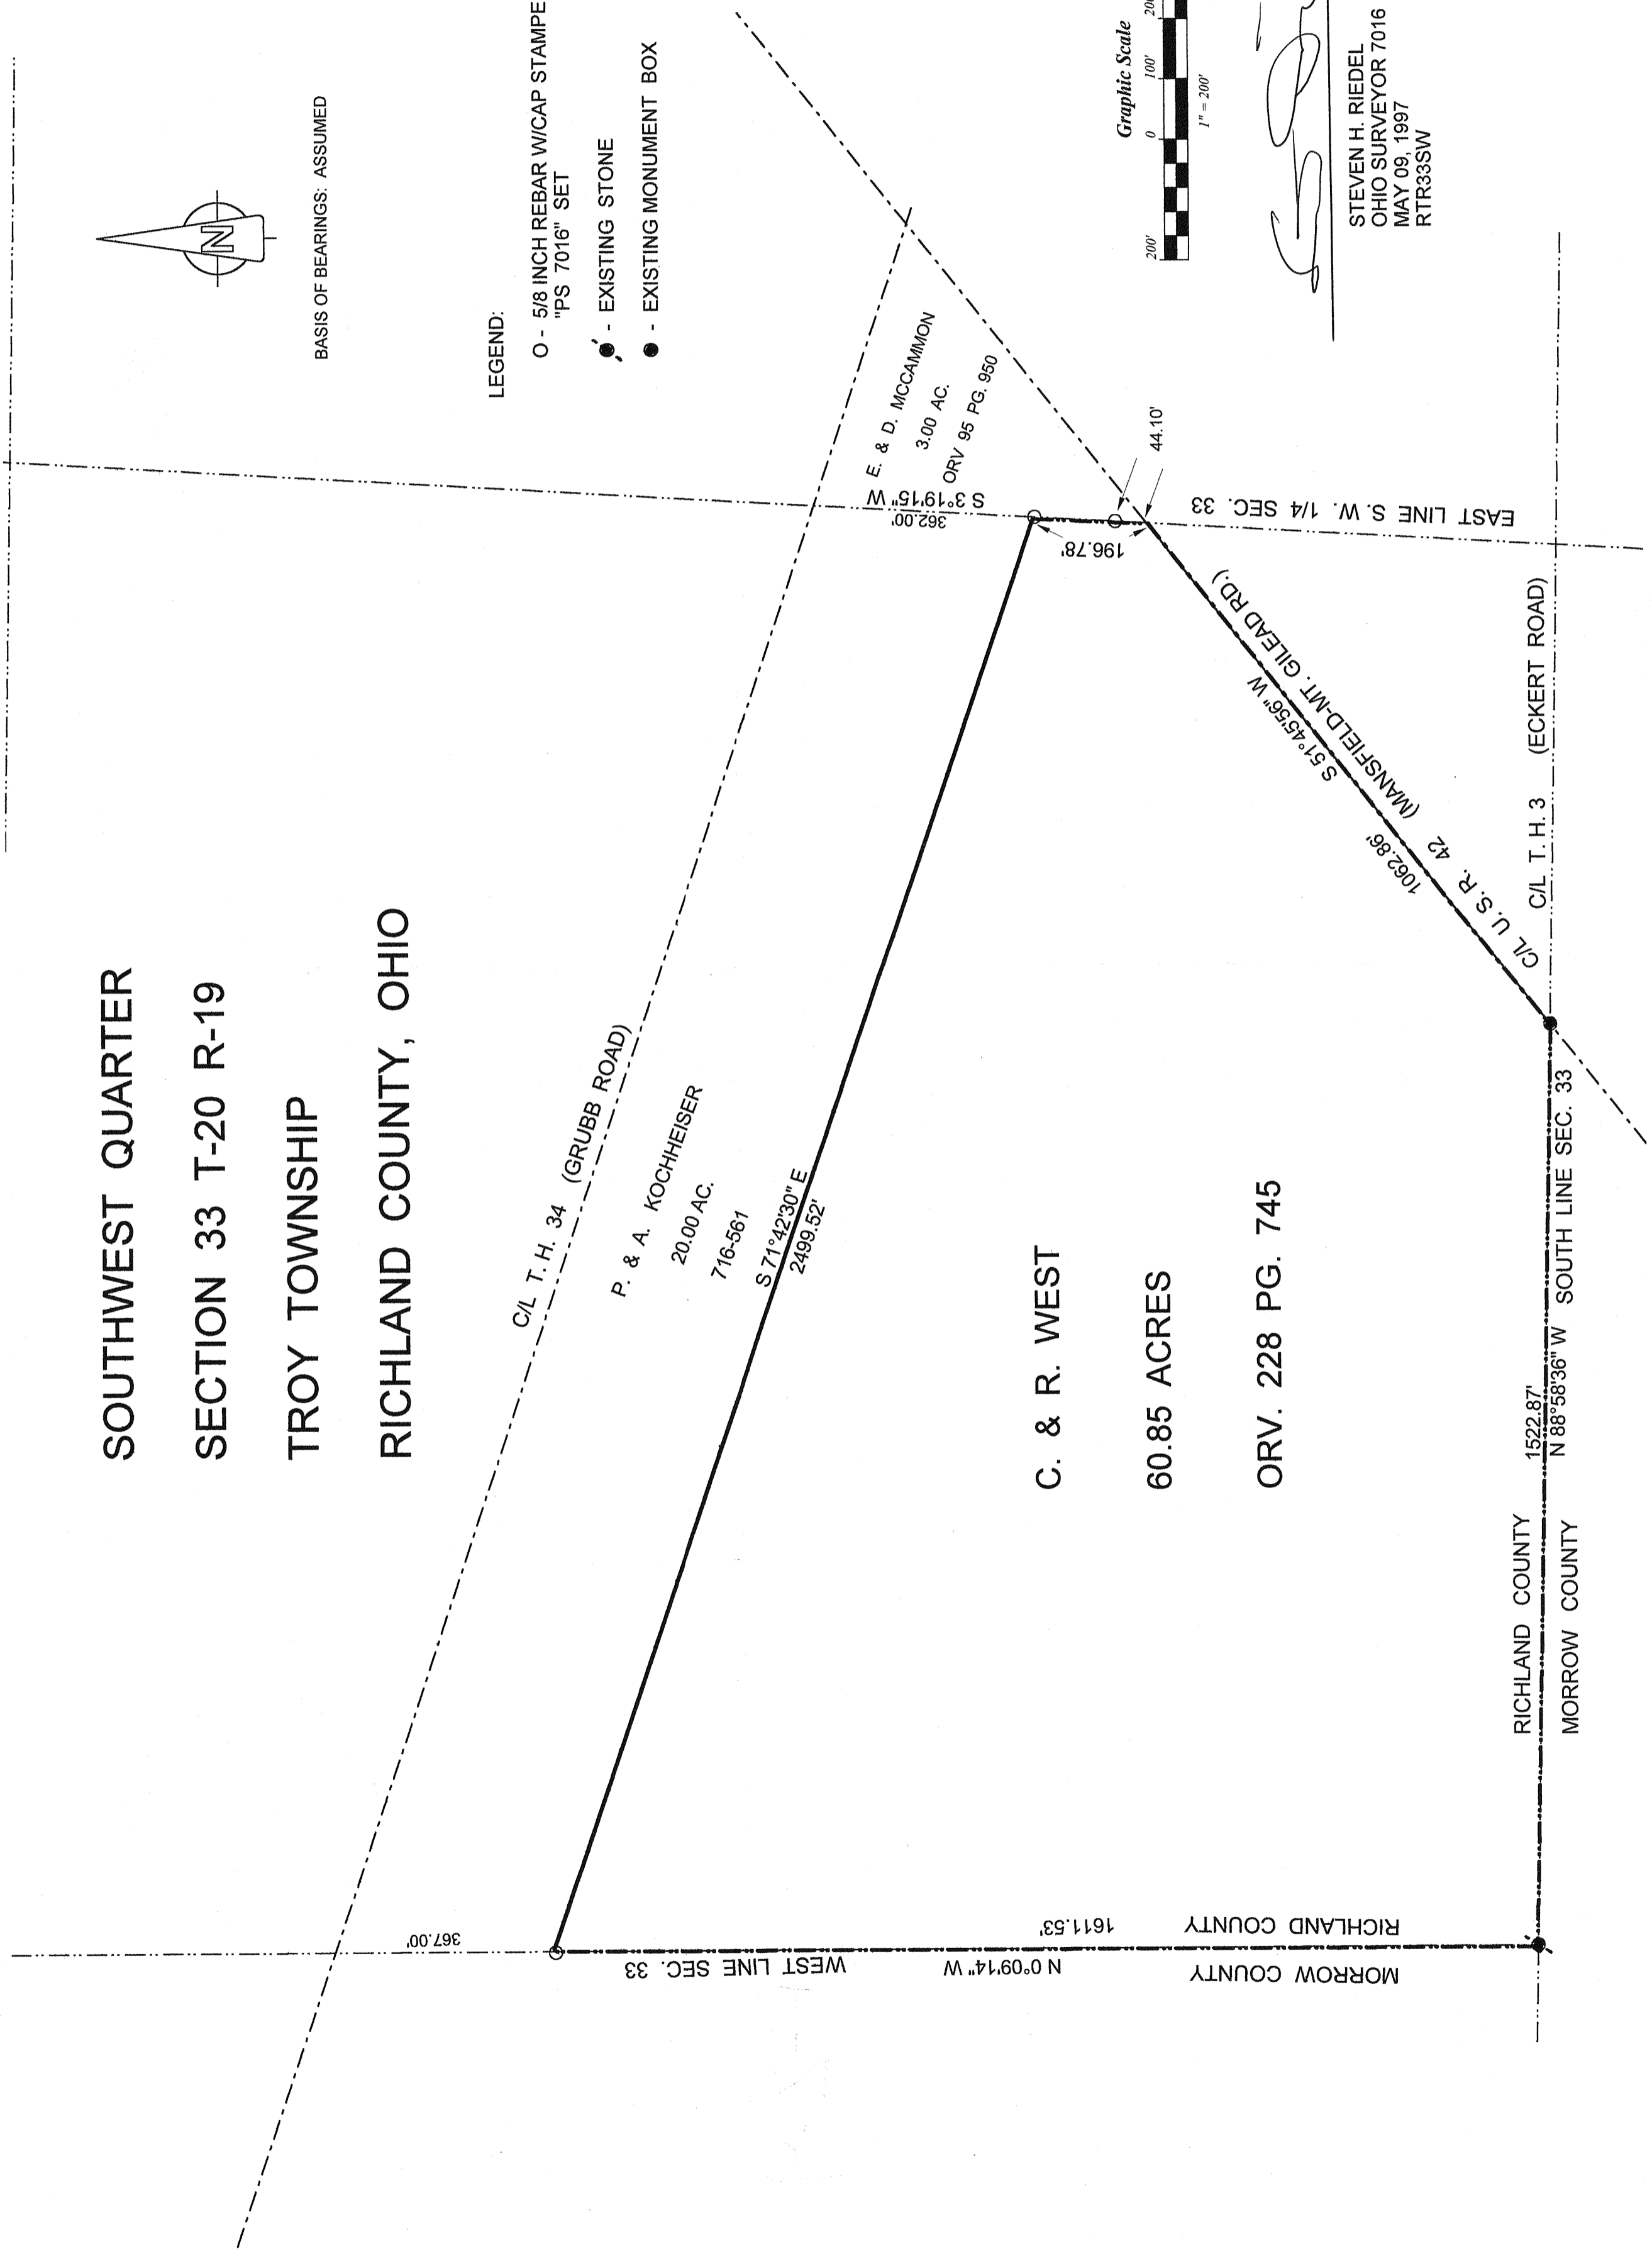 SOUTHWEST QUARTER
SECTION 33 T-20 R-19
TROY TOWNSHIP
RICHLAND COUNTY, OHIO
N
BASIS OF BEARINGS: ASSUMED
LEGEND:
O - 5/8 INCH REBAR W/CAP STAMPE
"PS 7016" SET
- EXISTING STONE
- EXISTING MONUMENT BOX
C/L T. H. 34 (GRUBB ROAD)
P. & A. KOCHHEISER
20.00 AC.
716-561
S 71°42'30" E
2499.52'
E. & D. MCCAMMON
3.00 AC.
ORV 95 PG. 950
S 3°19'15" W
362.00'
196.78'
44.10'
EAST LINE S. W. 1/4 SEC. 33
367.00'
WEST LINE SEC. 33
N 0°09'14" W
1611.53'
MORROW COUNTY
RICHLAND COUNTY
C. & R. WEST
60.85 ACRES
ORV. 228 PG. 745
(MANSFIELD-MT. GILEAD RD.)
S 51°45'56" W
1062.86'
C/L U. S. R. 42
C/L T. H. 3 (ECKERT ROAD)
RICHLAND COUNTY
MORROW COUNTY
1522.87'
N 88°58'36" W
SOUTH LINE SEC. 33
Graphic Scale
200' 0 100' 20
1" = 200'
STEVEN H. RIEDEL
OHIO SURVEYOR 7016
MAY 09, 1997
RTR33SW